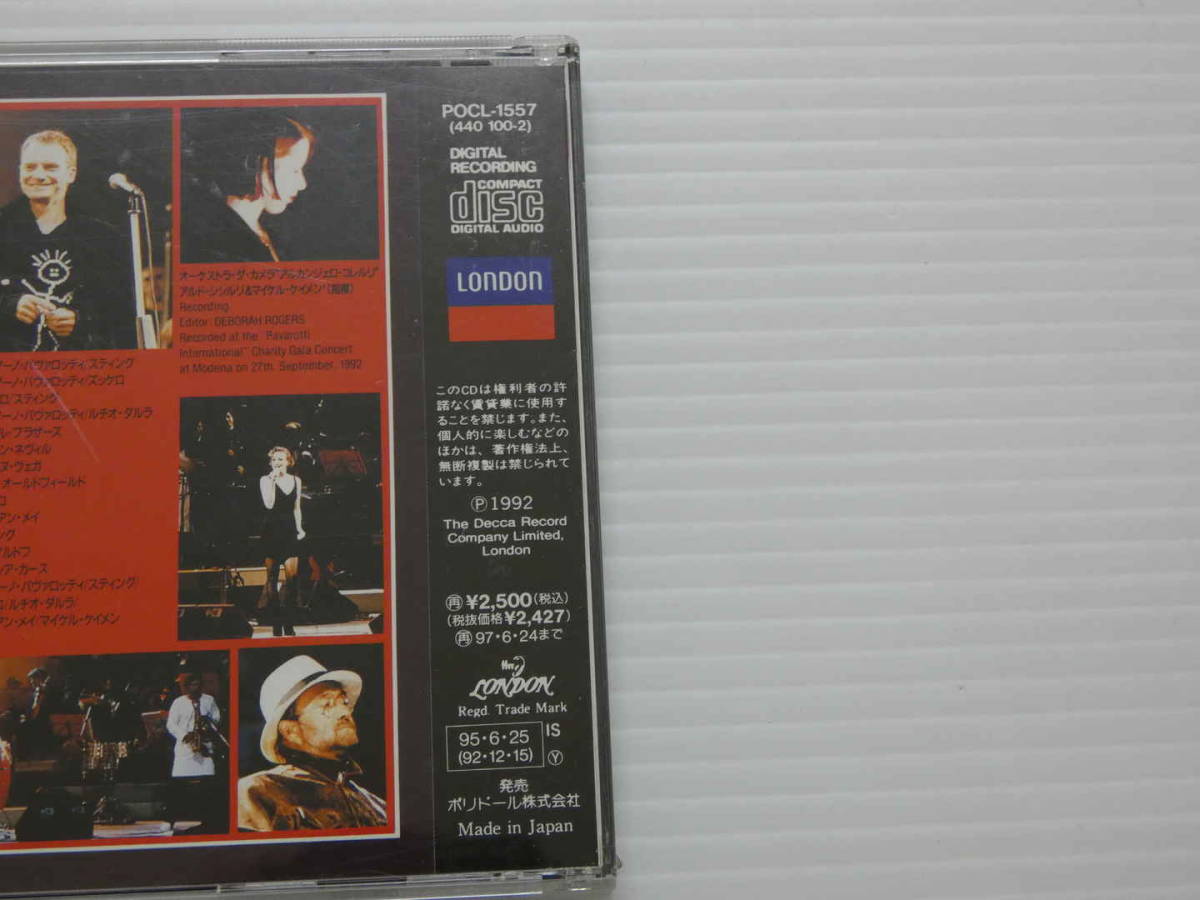 オーケストラ・ダ・カメラ"アルカンジェロ・コレルリ"
アルド・シシルリ&マイケル・ケイメン*(指揮)
Recording
Editor: DEBORAH ROGERS
Recorded at the "Pavarotti
International" Charity Gala Concert
at Modena on 27th. September, 1992
ーノ・パヴァロッティ/スティング
ーノ・パヴァロッティ/ズッケロ
ロ/スティング
ーノ・パヴァロッティ/ルチオ・ダルラ
ル・ブラザーズ
ン・ネヴィル
ヌ・ヴェガ
・オールドフィールド
ロ
アン・メイ
ング
ルドフ
シア・カース
ーノ・パヴァロッティ/スティング/
ロ/ルチオ・ダルラ/
アン・メイ/マイケル・ケイメン
POCL-1557
(440 100-2)
DIGITAL
RECORDING
COMPACT
disc
DIGITAL AUDIO
LONDON
このCDは権利者の許
諾なく賃貸業に使用す
ることを禁じます。また、
個人的に楽しむなどの
ほかは、著作権法上、
無断複製は禁じられて
います。
Ⓟ1992
The Decca Record
Company Limited,
London
㊢¥2,500(税込)
(税抜価格¥2,427)
再97・6・24まで
LONDON
Regd. Trade Mark
95・6・25 IS
(92・12・15) Ⓨ
発売
ポリドール株式会社
Made in Japan